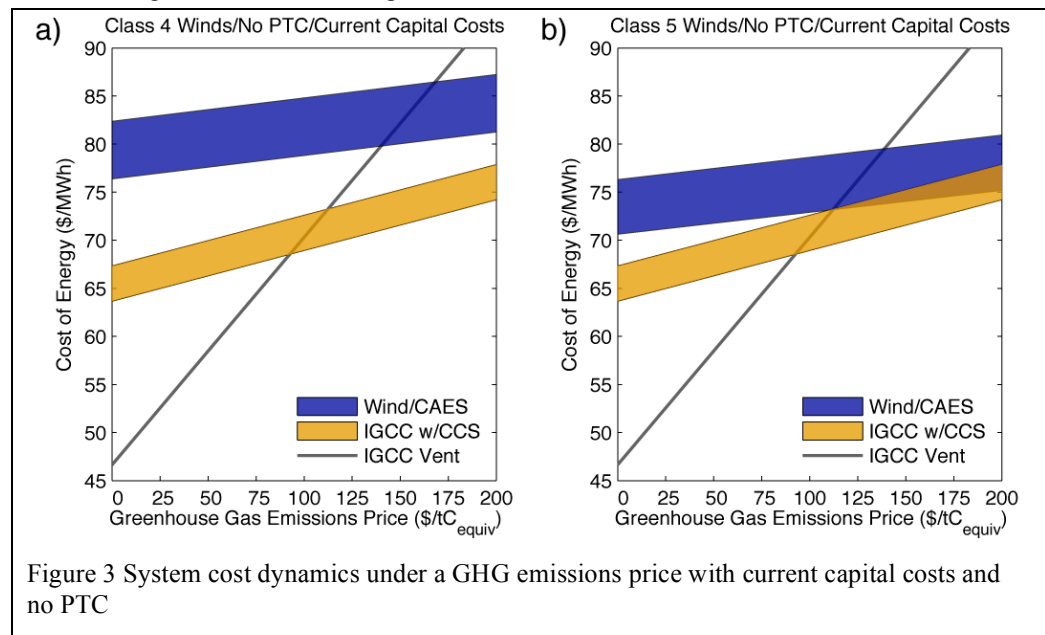 a)
Class 4 Winds/No PTC/Current Capital Costs
90
85
80
75
70
65
60
55
50
45
Cost of Energy ($/MWh)
Wind/CAES
IGCC w/CCS
IGCC Vent
0 25 50 75 100 125 150 175 200
Greenhouse Gas Emissions Price ($/tCequiv)
b)
Class 5 Winds/No PTC/Current Capital Costs
90
85
80
75
70
65
60
55
50
45
Cost of Energy ($/MWh)
Wind/CAES
IGCC w/CCS
IGCC Vent
0 25 50 75 100 125 150 175 200
Greenhouse Gas Emissions Price ($/tCequiv)
Figure 3 System cost dynamics under a GHG emissions price with current capital costs and
no PTC